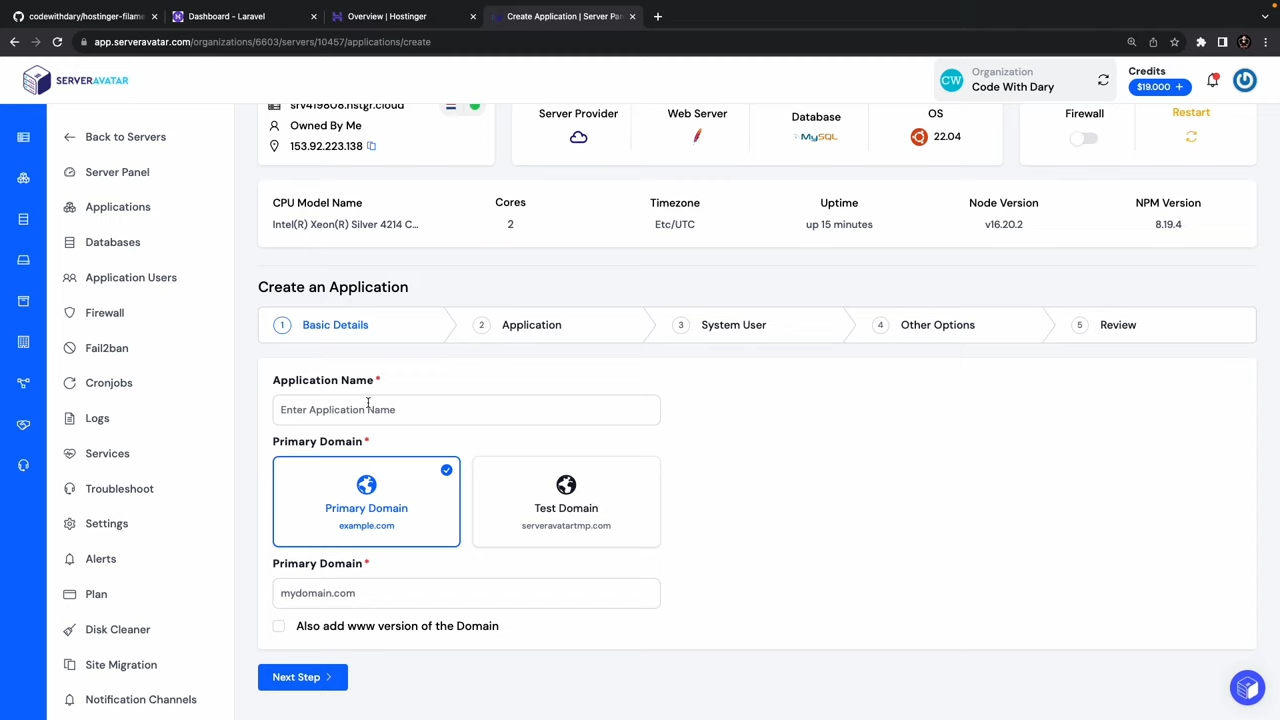 codewithdary/hostinger-filame
Dashboard - Laravel
Overview | Hostinger
Create Application | Server Pan
app.serveravatar.com/organizations/6603/servers/10457/applications/create
SERVERAVATAR
CW
Organization
Code With Dary
Credits
$19.000 +
Back to Servers
Server Panel
Applications
Databases
Application Users
Firewall
Fail2ban
Cronjobs
Logs
Services
Troubleshoot
Settings
Alerts
Plan
Disk Cleaner
Site Migration
Notification Channels
srv419808.hstgr.cloud
Owned By Me
153.92.223.138
Server Provider
Web Server
Database
MySQL
OS
22.04
Firewall
Restart
CPU Model Name
Intel(R) Xeon(R) Silver 4214 C...
Cores
2
Timezone
Etc/UTC
Uptime
up 15 minutes
Node Version
v16.20.2
NPM Version
8.19.4
Create an Application
1 Basic Details
2 Application
3 System User
4 Other Options
5 Review
Application Name*
Enter Application Name
Primary Domain*
Primary Domain
example.com
Test Domain
serveravatartmp.com
Primary Domain*
mydomain.com
Also add www version of the Domain
Next Step